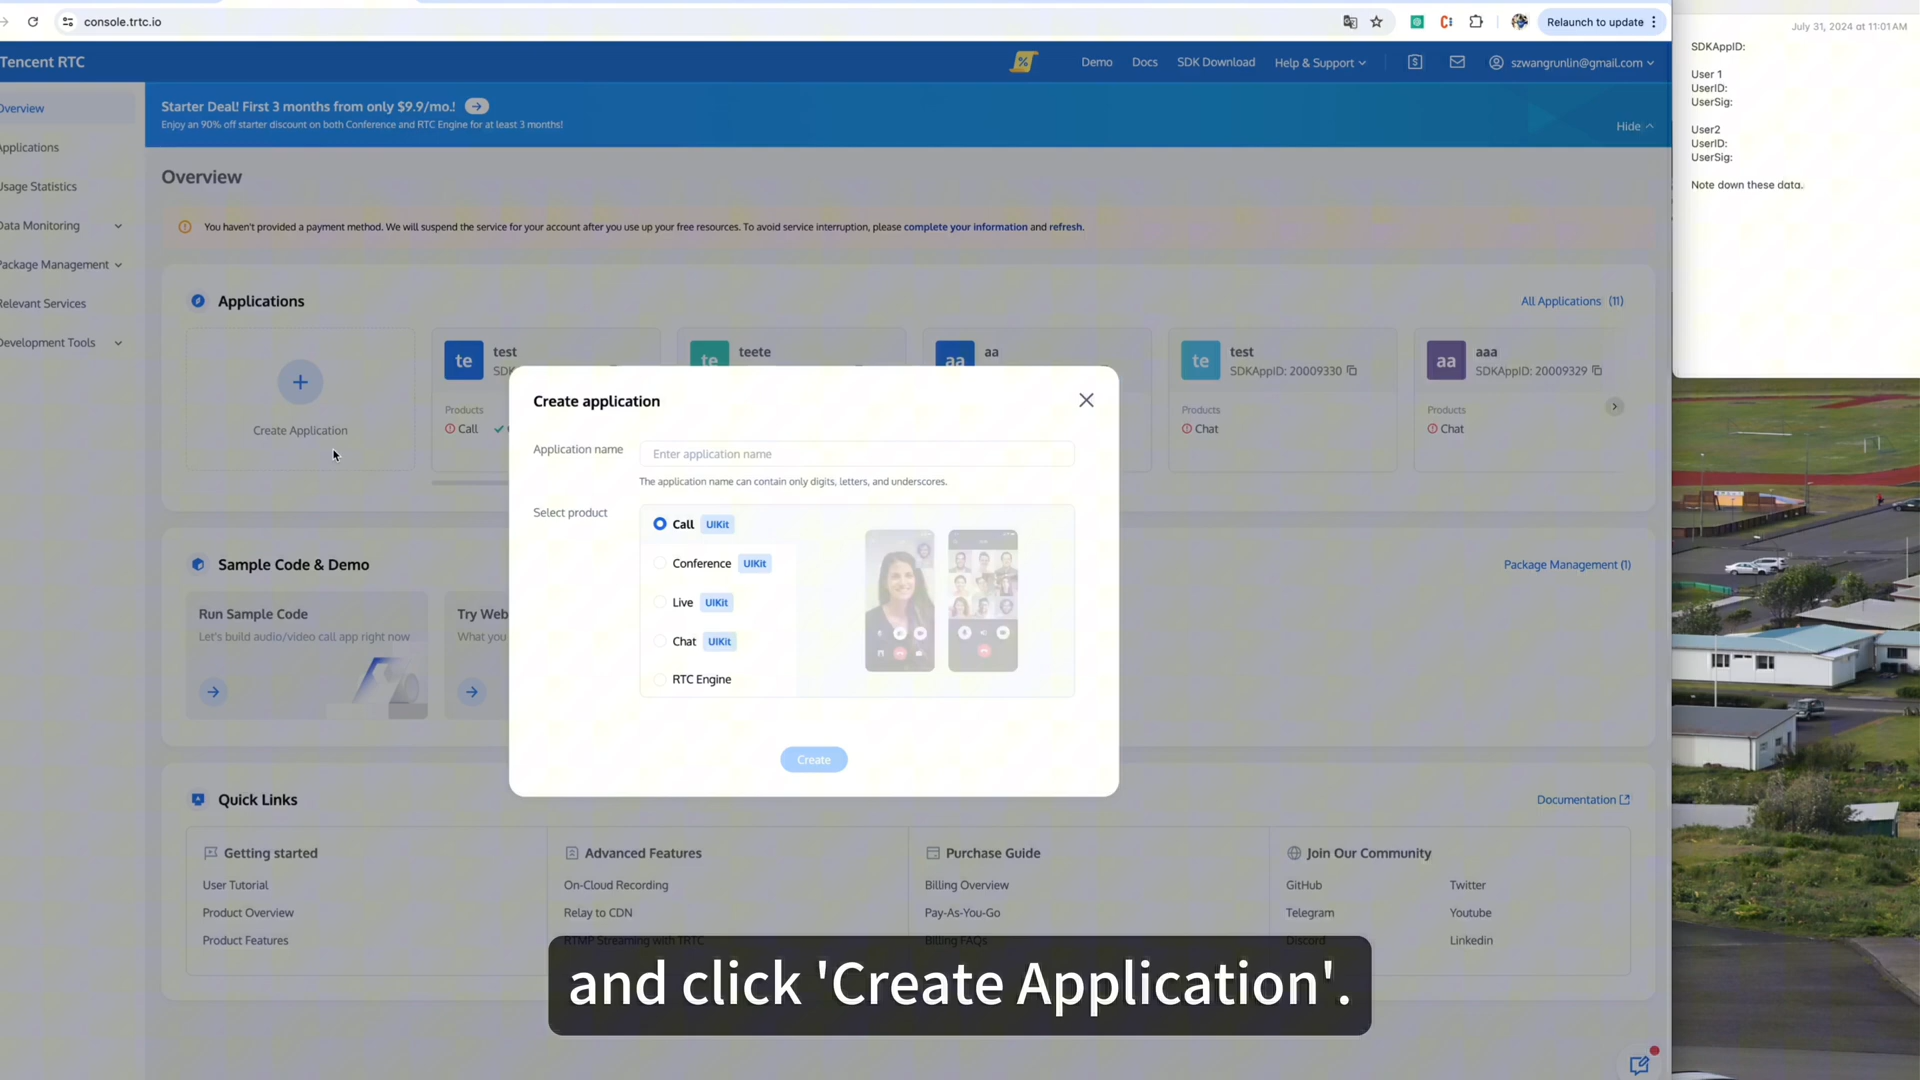 console.trtc.io
Relaunch to update
July 31, 2024 at 11:01 AM
SDKAppID:
User 1
UserID:
UserSig:
User2
UserID:
UserSig:
Note down these data.
Tencent RTC
Demo
Docs
SDK Download
Help & Support
szwangrunlin@gmail.com
Overview
Applications
Usage Statistics
Data Monitoring
Package Management
Relevant Services
Development Tools
Starter Deal! First 3 months from only $9.9/mo.!
Enjoy an 90% off starter discount on both Conference and RTC Engine for at least 3 months!
Hide
Overview
You haven't provided a payment method. We will suspend the service for your account after you use up your free resources. To avoid service interruption, please complete your information and refresh.
Applications
All Applications (11)
Create Application
te
test
SDK
Products
Call
te
teete
aa
aa
te
test
SDKAppID: 20009330
Products
Chat
aa
aaa
SDKAppID: 20009329
Products
Chat
Create application
Application name
Enter application name
The application name can contain only digits, letters, and underscores.
Select product
Call UIKit
Conference UIKit
Live UIKit
Chat UIKit
RTC Engine
Create
Sample Code & Demo
Package Management (1)
Run Sample Code
Let's build audio/video call app right now
Try Web
What you
Quick Links
Documentation
Getting started
User Tutorial
Product Overview
Product Features
Advanced Features
On-Cloud Recording
Relay to CDN
RTMP Streaming with TRTC
Purchase Guide
Billing Overview
Pay-As-You-Go
Billing FAQs
Join Our Community
GitHub
Twitter
Telegram
Youtube
Discord
Linkedin
and click 'Create Application'.